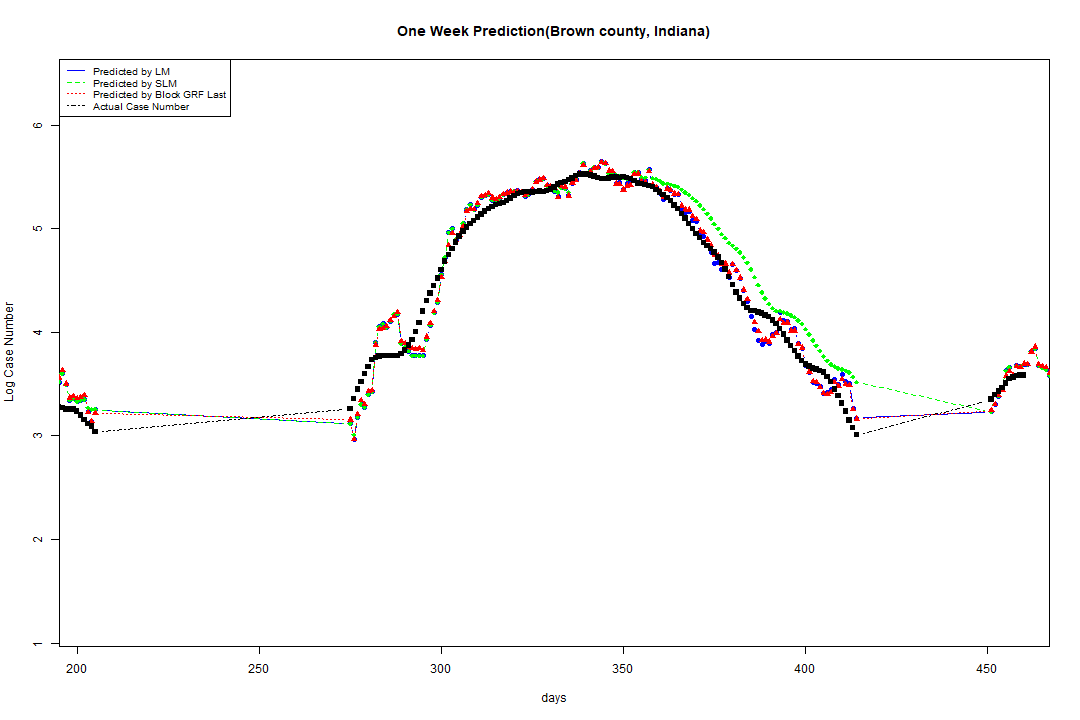 One Week Prediction(Brown county, Indiana)
Predicted by LM
Predicted by SLM
Predicted by Block GRF Last
Actual Case Number
Log Case Number
6
5
4
3
2
1
200 250 300 350 400 450
days